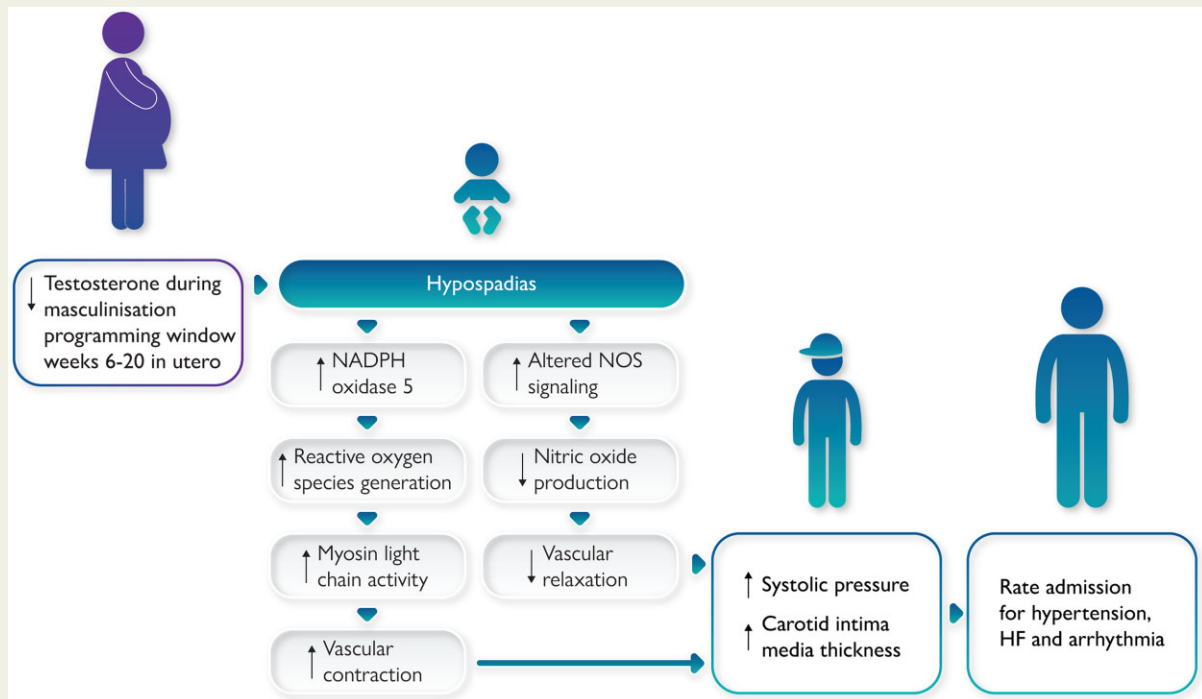 ↓ Testosterone during
masculinisation
programming window
weeks 6-20 in utero
Hypospadias
↑ NADPH
oxidase 5
↑ Reactive oxygen
species generation
↑ Myosin light
chain activity
↑ Vascular
contraction
↑ Altered NOS
signaling
↓ Nitric oxide
production
↓ Vascular
relaxation
↑ Systolic pressure
↑ Carotid intima
media thickness
Rate admission
for hypertension,
HF and arrhythmia